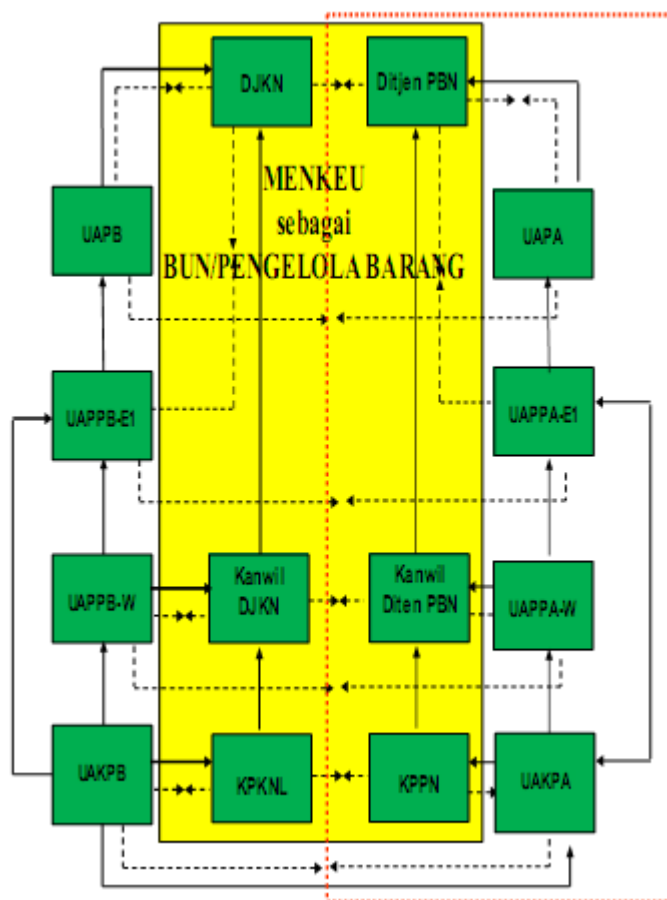 DJKN
Ditjen PBN
MENKEU
sebagai
BUN/PENGELOLA BARANG
UAPB
UAPA
UAPPB-E1
UAPPA-E1
UAPPB-W
Kanwil
DJKN
Kanwil
Diten PBN
UAPPA-W
UAKPB
KPKNL
KPPN
UAKPA